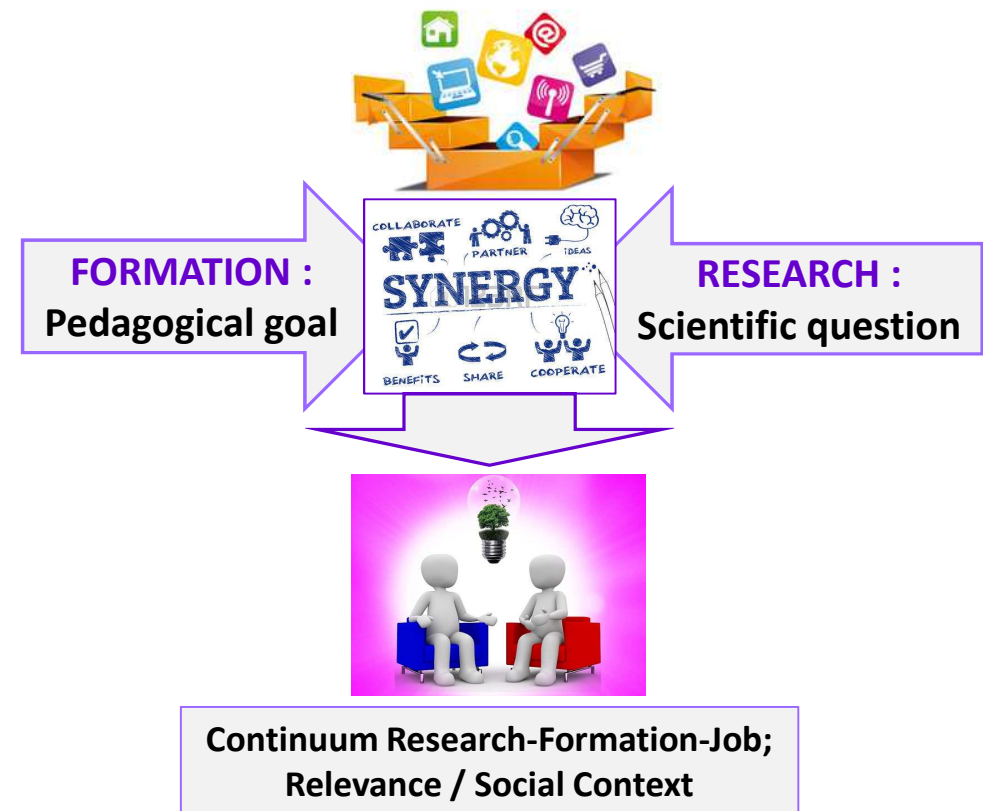 FORMATION :
Pedagogical goal
COLLABORATE
PARTNER
iDEAS
SYNERGY
BENEFiTS
SHARE
COOPERATE
RESEARCH :
Scientific question
Continuum Research-Formation-Job;
Relevance / Social Context